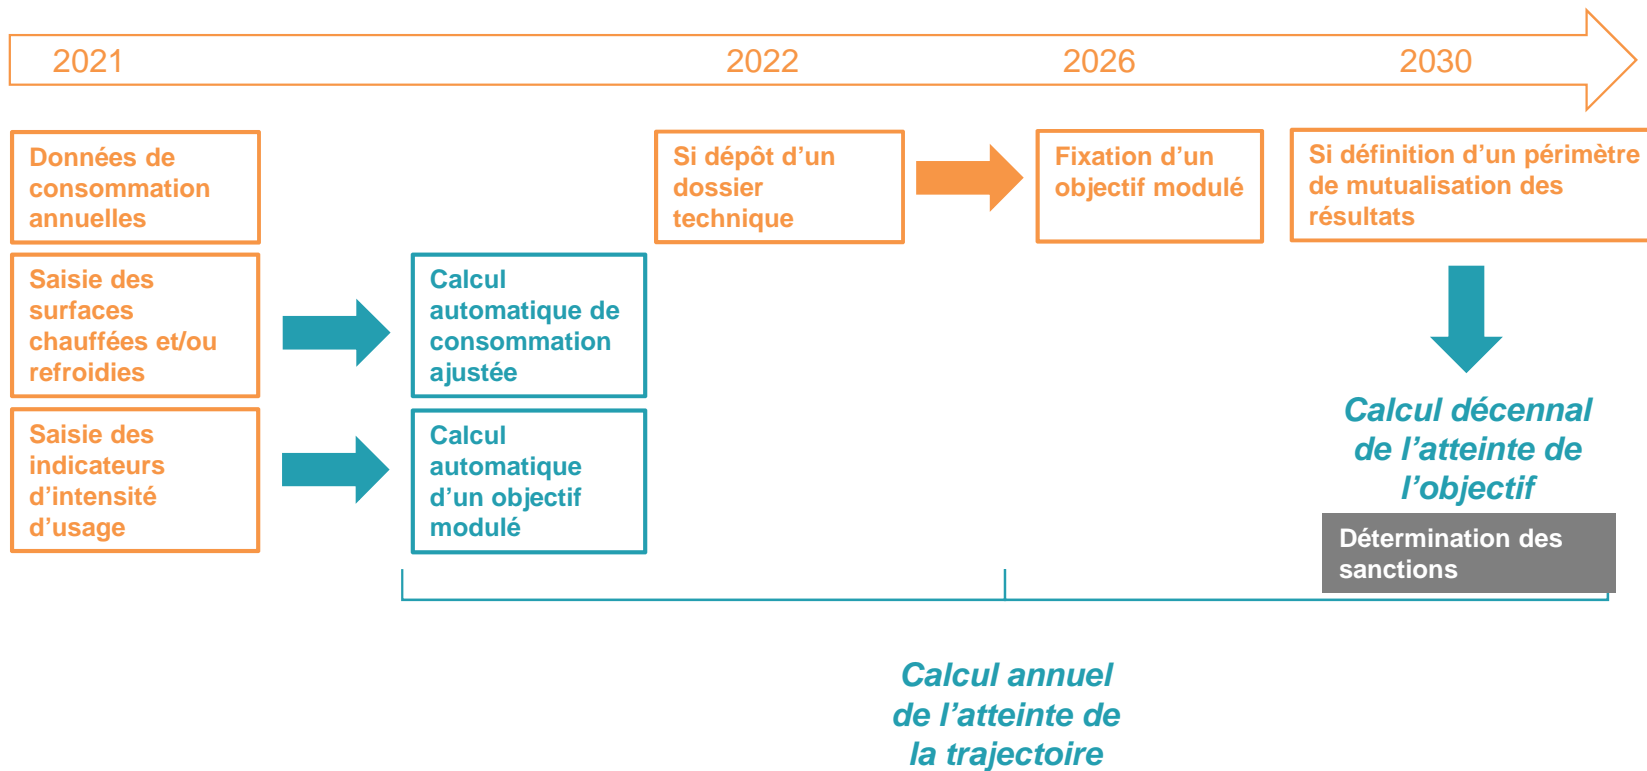 2021
2022
2026
2030
Données de
consommation
annuelles
Si dépôt d’un
dossier
technique
Fixation d’un
objectif modulé
Si définition d’un périmètre
de mutualisation des
résultats
Saisie des
surfaces
chauffées et/ou
refroidies
Calcul
automatique de
consommation
ajustée
Saisie des
indicateurs
d’intensité
d’usage
Calcul
automatique
d’un objectif
modulé
Calcul décennal
de l’atteinte de
l’objectif
Détermination des
sanctions
Calcul annuel
de l’atteinte de
la trajectoire